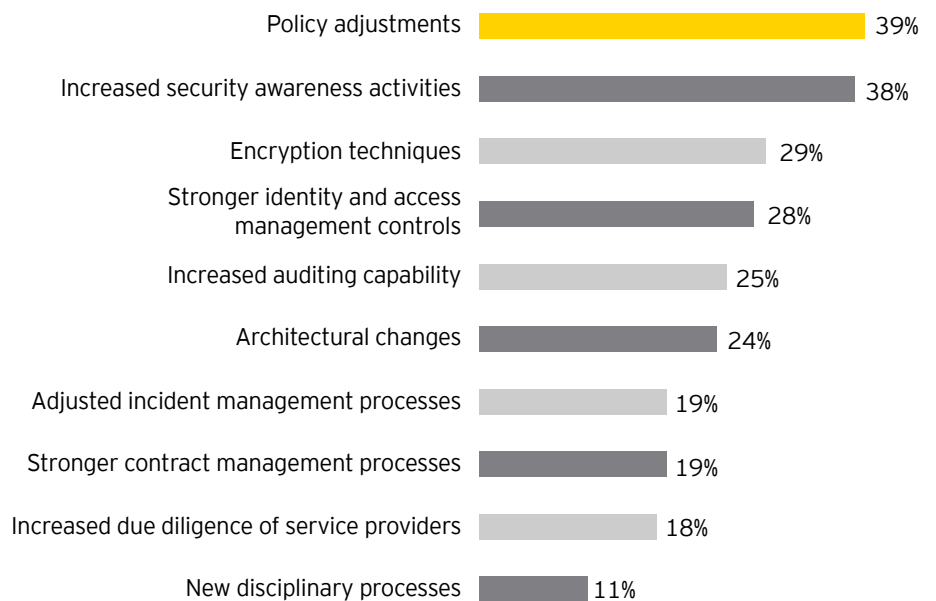 Policy adjustments 39%
Increased security awareness activities 38%
Encryption techniques 29%
Stronger identity and access
management controls 28%
Increased auditing capability 25%
Architectural changes 24%
Adjusted incident management processes 19%
Stronger contract management processes 19%
Increased due diligence of service providers 18%
New disciplinary processes 11%